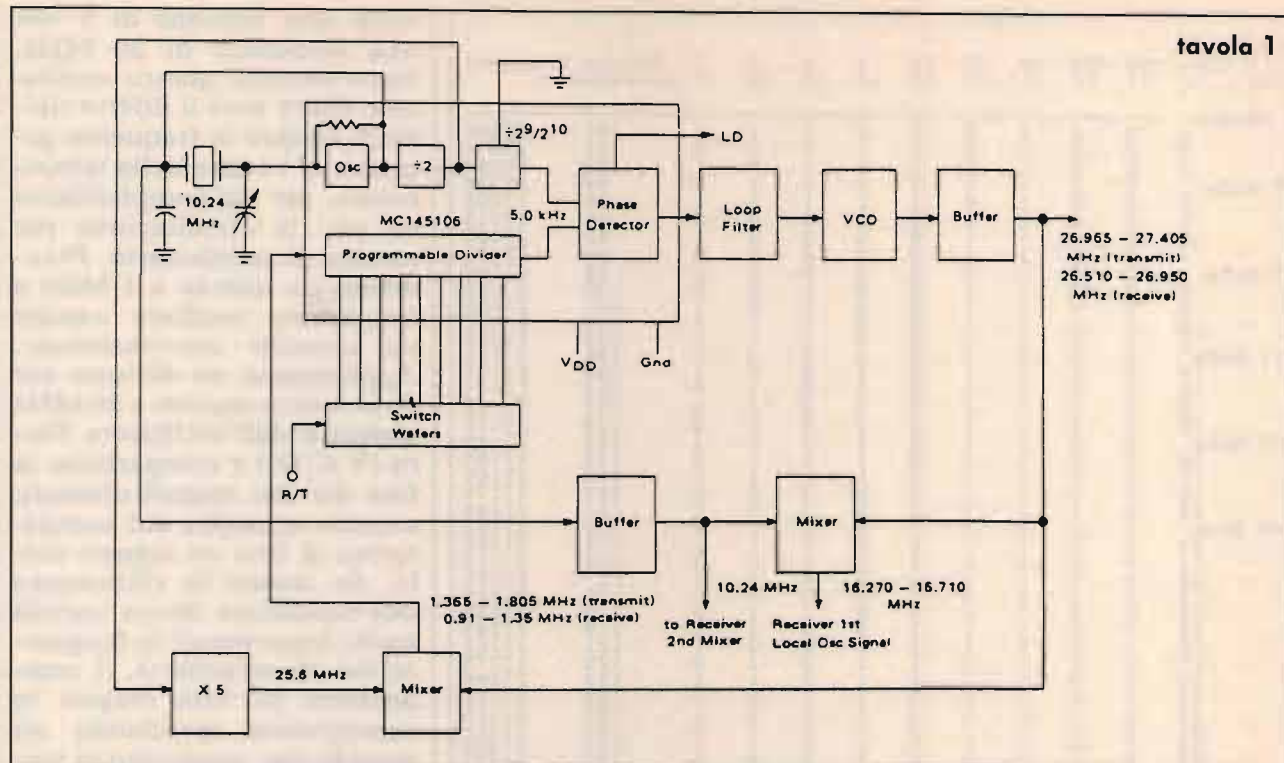 tavola 1
÷2⁹/2¹⁰
LD
Osc
÷2
10.24
MHz
MC145106
5.0 kHz
Phase
Detector
Loop
Filter
VCO
Buffer
Programmable Divider
26.965 – 27.405
MHz (transmit)
26.510 – 26.950
MHz (receive)
VDD
Gnd
Switch
Wafers
R/T
Buffer
Mixer
1.365 – 1.805 MHz (transmit)
0.91 – 1.35 MHz (receive)
10.24 MHz
16.270 – 16.710
MHz
to Receiver
2nd Mixer
Receiver 1st
Local Osc Signal
X 5
25.6 MHz
Mixer